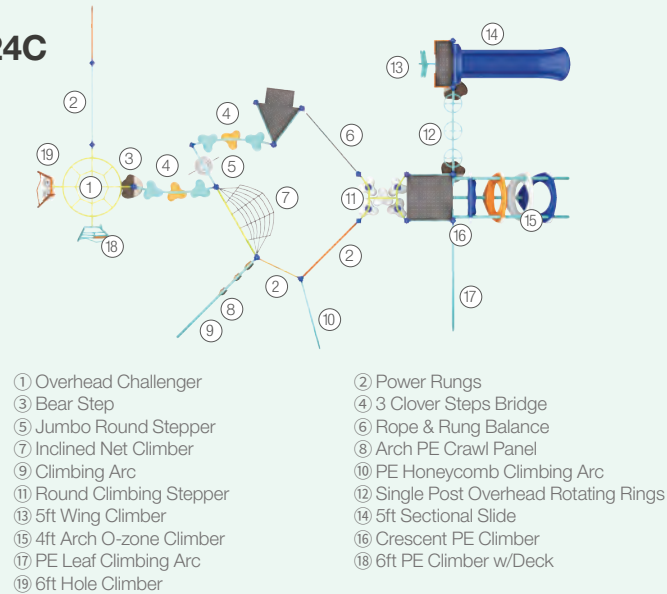 24C
14
13
2
4
12
6
19
3
4
5
1
11
7
15
16
18
2
2
17
8
9
10
① Overhead Challenger
② Power Rungs
③ Bear Step
④ 3 Clover Steps Bridge
⑤ Jumbo Round Stepper
⑥ Rope & Rung Balance
⑦ Inclined Net Climber
⑧ Arch PE Crawl Panel
⑨ Climbing Arc
⑩ PE Honeycomb Climbing Arc
⑪ Round Climbing Stepper
⑫ Single Post Overhead Rotating Rings
⑬ 5ft Wing Climber
⑭ 5ft Sectional Slide
⑮ 4ft Arch O-zone Climber
⑯ Crescent PE Climber
⑰ PE Leaf Climbing Arc
⑱ 6ft PE Climber w/Deck
⑲ 6ft Hole Climber